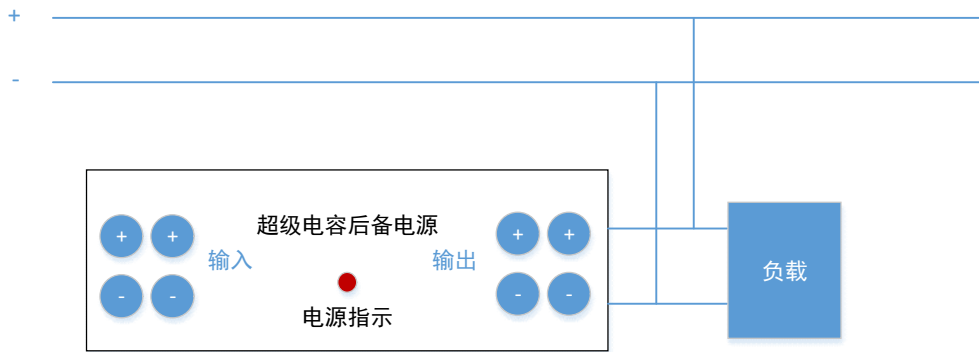 +
-
+ + 超级电容后备电源 + +
输入 输出 负载
- - - -
电源指示